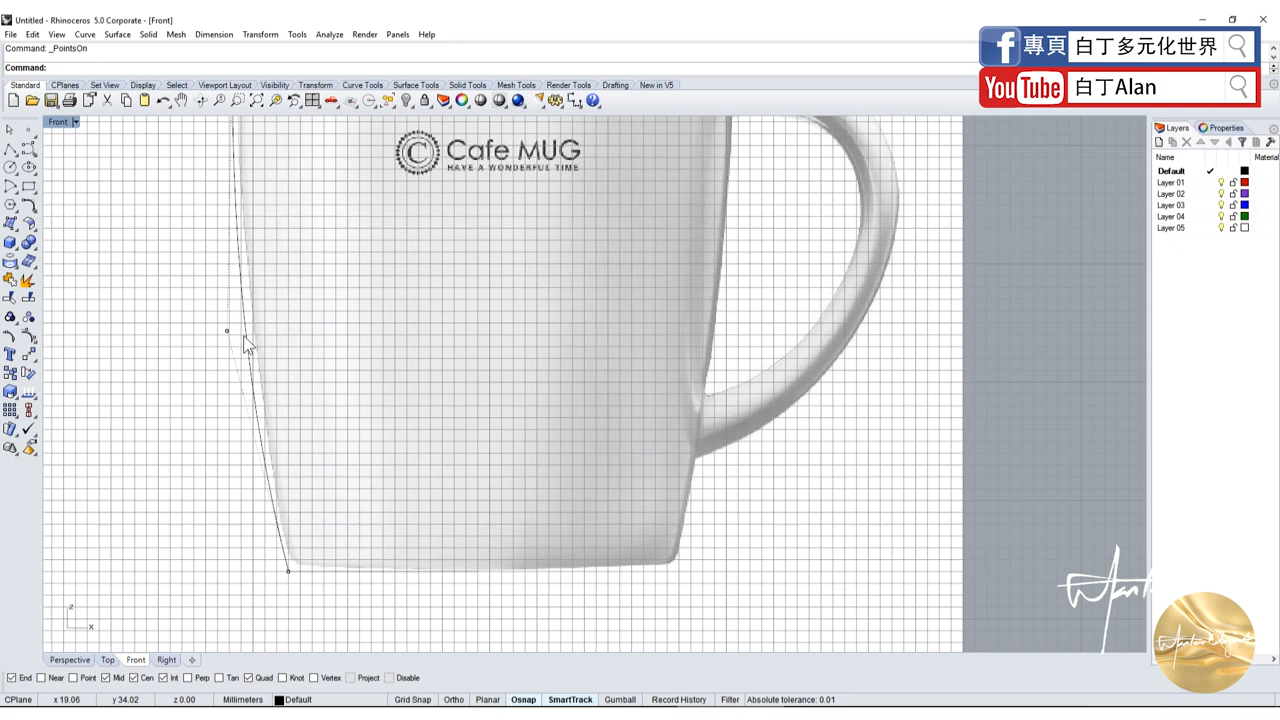 Untitled - Rhinoceros 5.0 Corporate - [Front]
File Edit View Curve Surface Solid Mesh Dimension Transform Tools Analyze Render Panels Help
Command: _PointsOn
Command:
專頁 白丁多元化世界
YouTube 白丁Alan
Standard CPlanes Set View Display Select Viewport Layout Visibility Transform Curve Tools Surface Tools Solid Tools Mesh Tools Render Tools Drafting New in V5
Front
Layers Properties
Name Material
Default
Layer 01
Layer 02
Layer 03
Layer 04
Layer 05
C Cafe MUG
HAVE A WONDERFUL TIME
z
x
Perspective Top Front Right
End Near Point Mid Cen Int Perp Tan Quad Knot Vertex Project Disable
CPlane x 19.06 y 34.02 z 0.00 Millimeters Default Grid Snap Ortho Planar Osnap SmartTrack Gumball Record History Filter Absolute tolerance: 0.01